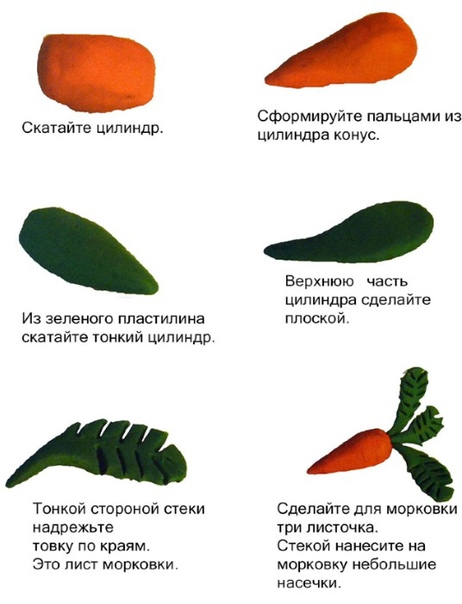 Скатайте цилиндр.
Сформируйте пальцами из
цилиндра конус.
Из зеленого пластилина
скатайте тонкий цилиндр.
Верхнюю часть
цилиндра сделайте
плоской.
Тонкой стороной стеки
надрежьте
товку по краям.
Это лист морковки.
Сделайте для морковки
три листочка.
Стекой нанесите на
морковку небольшие
насечки.